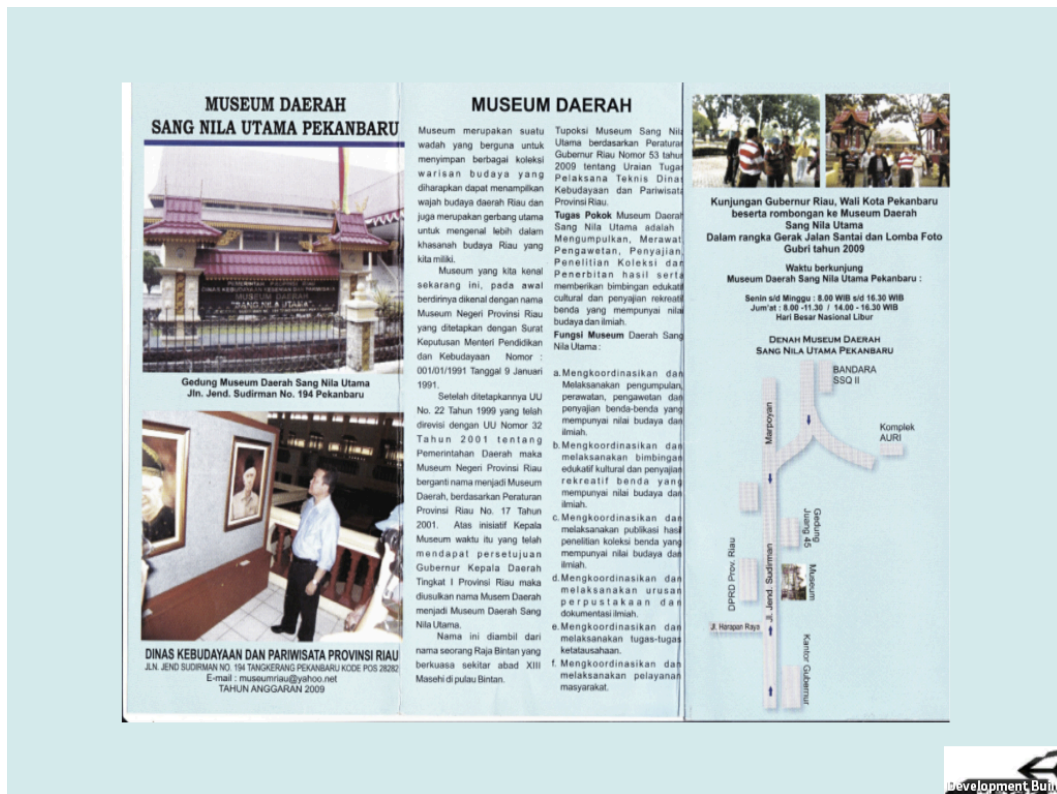 MUSEUM DAERAH
SANG NILA UTAMA PEKANBARU
MUSEUM DAERAH
"SANG NILA UTAMA"
Gedung Museum Daerah Sang Nila Utama
Jln. Jend. Sudirman No. 194 Pekanbaru
DINAS KEBUDAYAAN DAN PARIWISATA PROVINSI RIAU
JLN. JEND SUDIRMAN NO. 194 TANGKERANG PEKANBARU KODE POS 28282
E-mail : museumriau@yahoo.net
TAHUN ANGGARAN 2009
MUSEUM DAERAH
Museum merupakan suatu
wadah yang berguna untuk
menyimpan berbagai koleksi
warisan budaya yang
diharapkan dapat menampilkan
wajah budaya daerah Riau dan
juga merupakan gerbang utama
untuk mengenal lebih dalam
khasanah budaya Riau yang
kita miliki.
Museum yang kita kenal
sekarang ini, pada awal
berdirinya dikenal dengan nama
Museum Negeri Provinsi Riau
yang ditetapkan dengan Surat
Keputusan Menteri Pendidikan
dan Kebudayaan Nomor :
001/01/1991 Tanggal 9 Januari
1991.
Setelah ditetapkannya UU
No. 22 Tahun 1999 yang telah
direvisi dengan UU Nomor 32
Tahun 2001 tentang
Pemerintahan Daerah maka
Museum Negeri Provinsi Riau
berganti nama menjadi Museum
Daerah, berdasarkan Peraturan
Provinsi Riau No. 17 Tahun
2001. Atas inisiatif Kepala
Museum waktu itu yang telah
mendapat persetujuan
Gubernur Kepala Daerah
Tingkat I Provinsi Riau maka
diusulkan nama Musem Daerah
menjadi Museum Daerah Sang
Nila Utama.
Nama ini diambil dari
nama seorang Raja Bintan yang
berkuasa sekitar abad XIII
Masehi di pulau Bintan.
Tupoksi Museum Sang Nila
Utama berdasarkan Peraturan
Gubernur Riau Nomor 53 tahun
2009 tentang Uraian Tugas
Pelaksana Teknis Dinas
Kebudayaan dan Pariwisata
Provinsi Riau.
Tugas Pokok Museum Daerah
Sang Nila Utama adalah
Mengumpulkan, Merawat,
Pengawetan, Penyajian,
Penelitian Koleksi dan
Penerbitan hasil serta
memberikan bimbingan edukatif
cultural dan penyajian rekreatif
benda yang mempunyai nilai
budaya dan ilmiah.
Fungsi Museum Daerah Sang
Nila Utama :
a. Mengkoordinasikan dan
Melaksanakan pengumpulan,
perawatan, pengawetan dan
penyajian benda-benda yang
mempunyai nilai budaya dan
ilmiah.
b. Mengkoordinasikan dan
melaksanakan bimbingan
edukatif kultural dan penyajian
rekreatif benda yang
mempunyai nilai budaya dan
ilmiah.
c. Mengkoordinasikan dan
melaksanakan publikasi hasil
penelitian koleksi benda yang
mempunyai nilai budaya dan
ilmiah.
d. Mengkoordinasikan dan
melaksanakan urusan
perpustakaan dan
dokumentasi ilmiah.
e. Mengkoordinasikan dan
melaksanakan tugas-tugas
ketatausahaan.
f. Mengkoordinasikan dan
melaksanakan pelayanan
masyarakat.
Kunjungan Gubernur Riau, Wali Kota Pekanbaru
beserta rombongan ke Museum Daerah
Sang Nila Utama
Dalam rangka Gerak Jalan Santai dan Lomba Foto
Gubri tahun 2009
Waktu berkunjung
Museum Daerah Sang Nila Utama Pekanbaru :
Senin s/d Minggu : 8.00 WIB s/d 16.30 WIB
Jum'at : 8.00 -11.30 / 14.00 - 16.30 WIB
Hari Besar Nasional Libur
DENAH MUSEUM DAERAH
SANG NILA UTAMA PEKANBARU
BANDARA
SSQ II
Marpoyan
Komplek
AURI
Gedung
Juang 45
DPRD Prov. Riau
Jl. Jend. Sudirman
Museum
Jl. Harapan Raya
Kantor Gubernur
Development Buil